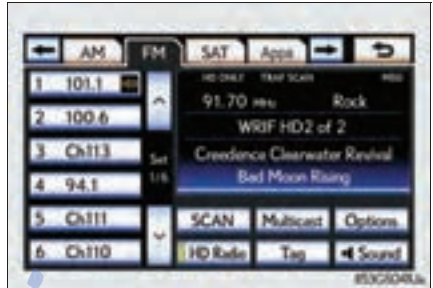 AM FM SAT Apps
1 101.1 HD
2 100.6
3 Ch113
4 94.1
5 Ch111
6 Ch110
Set
1/6
HD ONLY TRAF SCAN MSG
91.70 MHz Rock
WRIF HD2 of 2
Creedence Clearwater Revival
Bad Moon Rising
SCAN Multicast Options
HD Radio Tag Sound